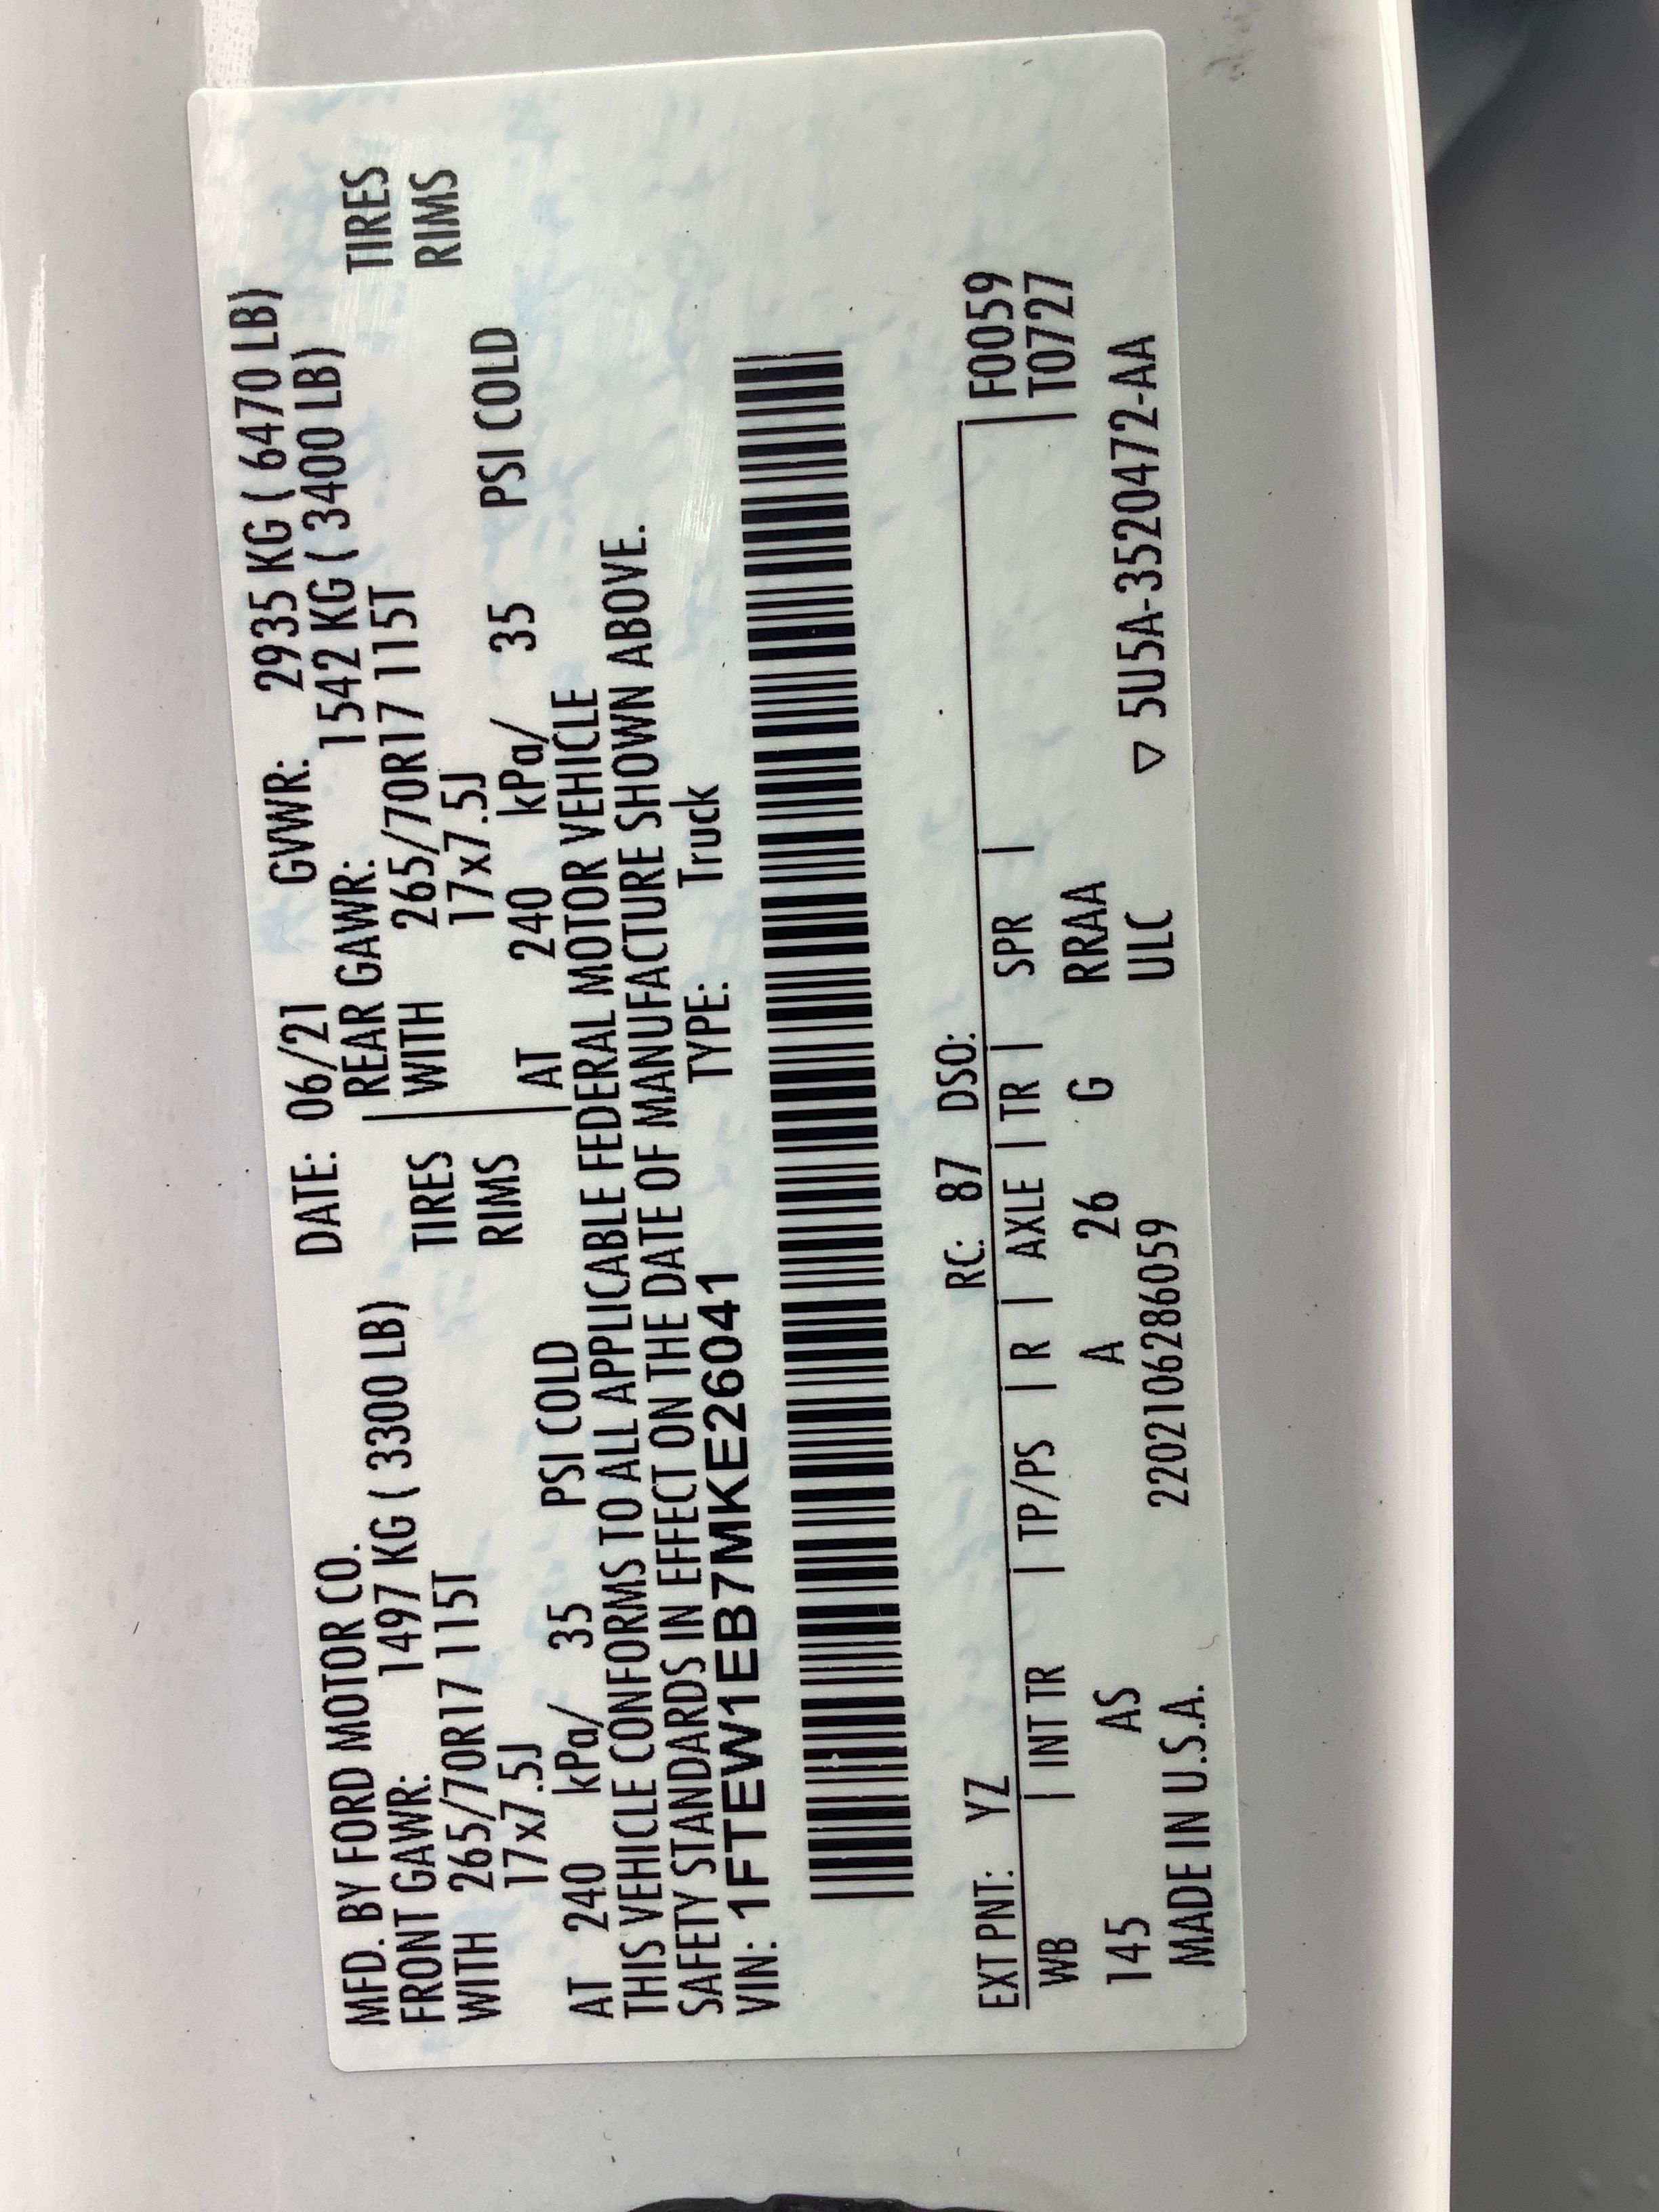 MFD. BY FORD MOTOR CO. DATE: 06/21 GVWR: 2935 KG ( 6470 LB)
FRONT GAWR: 1497 KG ( 3300 LB) REAR GAWR: 1542 KG ( 3400 LB)
WITH 265/70R17 115T TIRES WITH 265/70R17 115T TIRES
17x7.5J RIMS 17x7.5J RIMS
AT 240 kPa/ 35 PSI COLD AT 240 kPa/ 35 PSI COLD
THIS VEHICLE CONFORMS TO ALL APPLICABLE FEDERAL MOTOR VEHICLE
SAFETY STANDARDS IN EFFECT ON THE DATE OF MANUFACTURE SHOWN ABOVE.
VIN: 1FTEW1EB7MKE26041 TYPE: Truck
EXT PNT: YZ RC: 87 DSO:
WB | INT TR | TP/PS | R | AXLE | TR | SPR | | F0059
T0727
145 AS A 26 G RRAA
MADE IN U.S.A. 220210628 6059 ULC ▽ 5U5A-3520472-AA